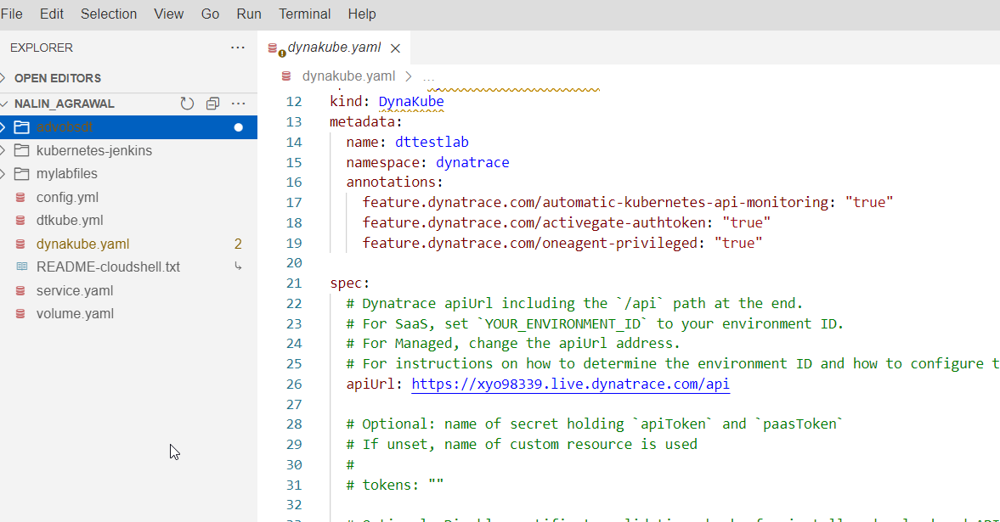 File Edit Selection View Go Run Terminal Help
EXPLORER ...
dynakube.yaml
OPEN EDITORS
dynakube.yaml > ...
NALIN_AGRAWAL ...
advobsdt
kubernetes-jenkins
mylabfiles
config.yml
dtkube.yml
dynakube.yaml 2
README-cloudshell.txt
service.yaml
volume.yaml
12 kind: DynaKube
13 metadata:
14 name: dttestlab
15 namespace: dynatrace
16 annotations:
17 feature.dynatrace.com/automatic-kubernetes-api-monitoring: "true"
18 feature.dynatrace.com/activegate-authtoken: "true"
19 feature.dynatrace.com/oneagent-privileged: "true"
20
21 spec:
22 # Dynatrace apiUrl including the `/api` path at the end.
23 # For SaaS, set `YOUR_ENVIRONMENT_ID` to your environment ID.
24 # For Managed, change the apiUrl address.
25 # For instructions on how to determine the environment ID and how to configure t
26 apiUrl: https://xyo98339.live.dynatrace.com/api
27
28 # Optional: name of secret holding `apiToken` and `paasToken`
29 # If unset, name of custom resource is used
30 #
31 # tokens: ""
32